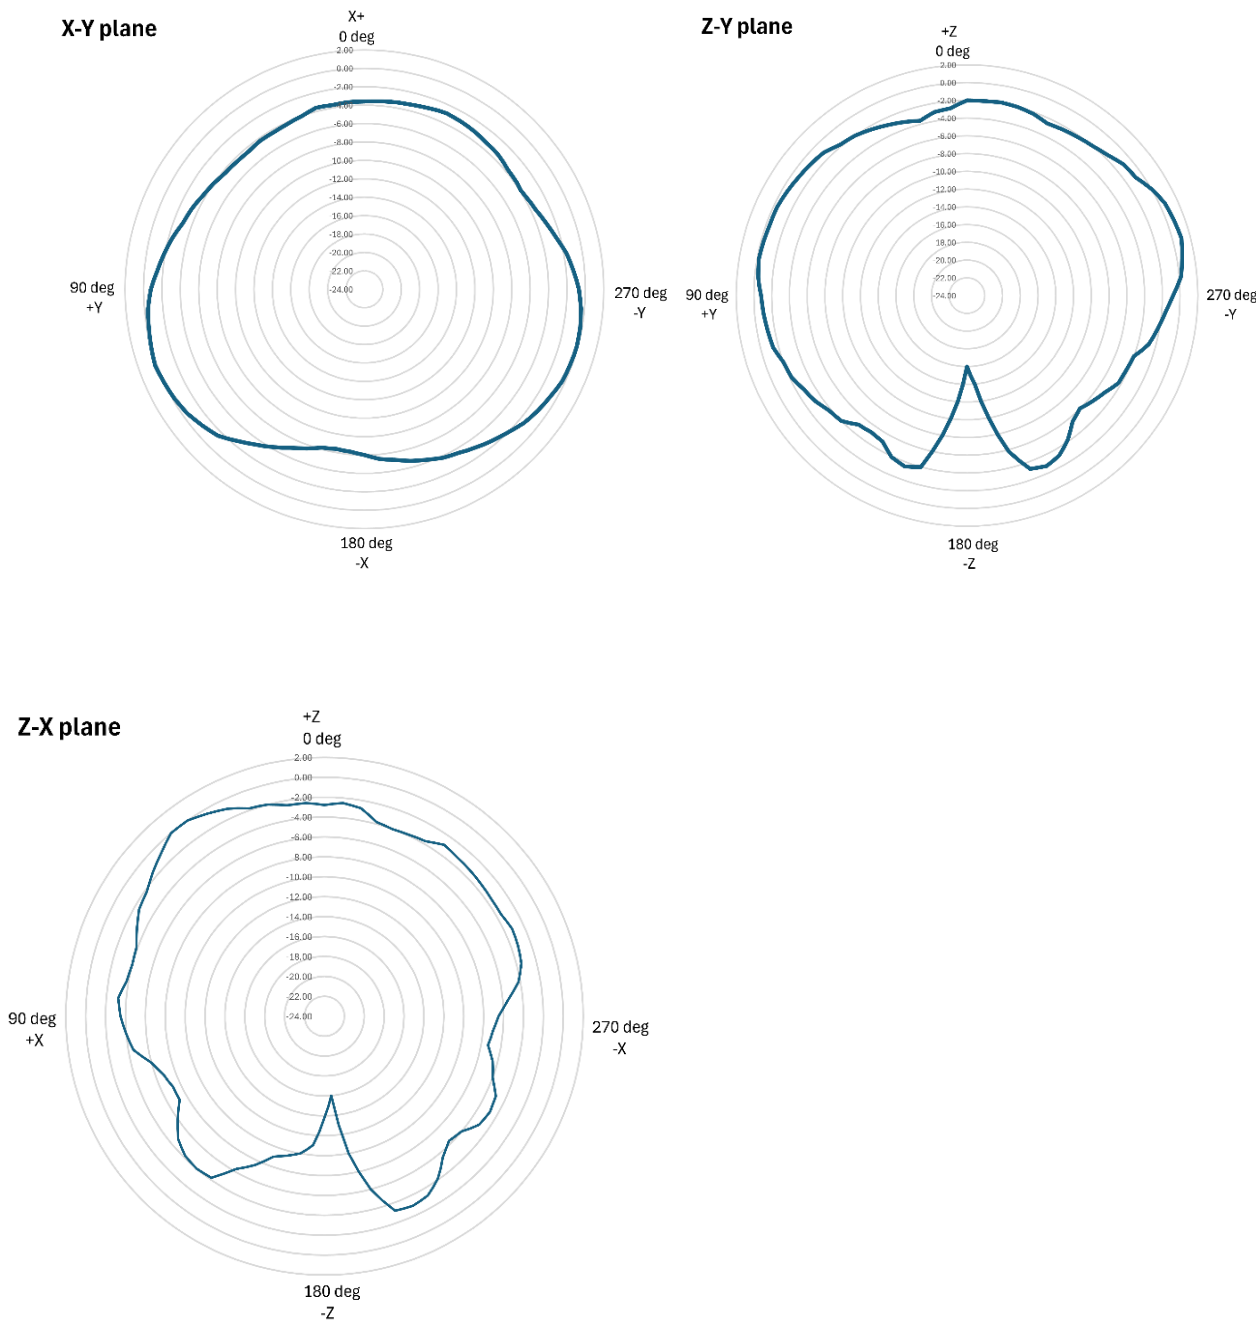 X-Y plane
X+
0 deg
2.00
0.00
-2.00
-4.00
-6.00
-8.00
10.00
-12.00
-14.00
16.00
-18.00
-20.00
22.00
-24.00
90 deg
+Y
270 deg
-Y
180 deg
-X
Z-Y plane
+Z
0 deg
2.00
0.00
-2.00
-4.00
-6.00
-8.00
-10.00
-12.00
-14.00
16.00
18.00
20.00
-22.00
-24.00
90 deg
+Y
270 deg
-Y
180 deg
-Z
Z-X plane
+Z
0 deg
2.00
0.00
-2.00
-4.00
-6.00
8.00
-10.00
-12.00
-14.00
-16.00
18.00
-20.00
-22.00
-24.00
90 deg
+X
270 deg
-X
180 deg
-Z